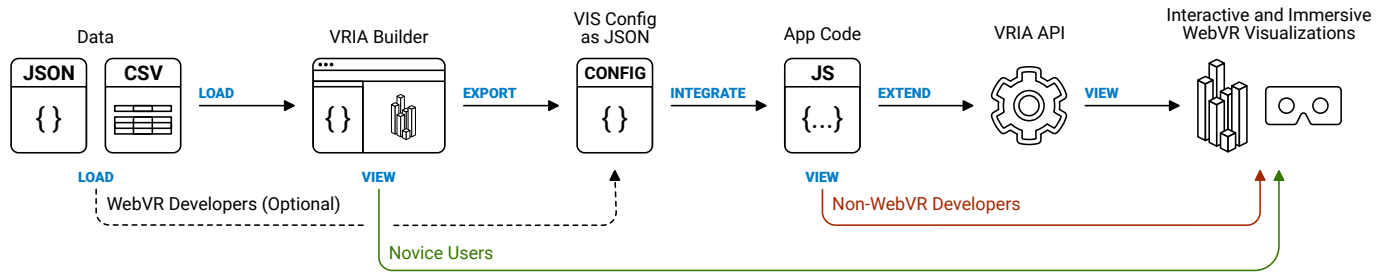 Data
VRIA Builder
VIS Config
as JSON
App Code
VRIA API
Interactive and Immersive
WebVR Visualizations
JSON
{ }
CSV
LOAD
{ }
EXPORT
CONFIG
{ }
INTEGRATE
JS
{...}
EXTEND
VIEW
LOAD
VIEW
VIEW
WebVR Developers (Optional)
Non-WebVR Developers
Novice Users